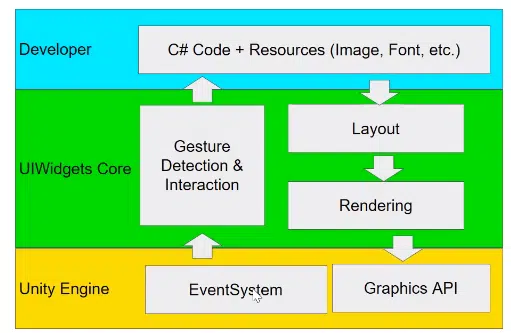 Developer
C# Code + Resources (Image, Font, etc.)
UIWidgets Core
Gesture
Detection &
Interaction
Layout
Rendering
Unity Engine
EventSystem
Graphics API